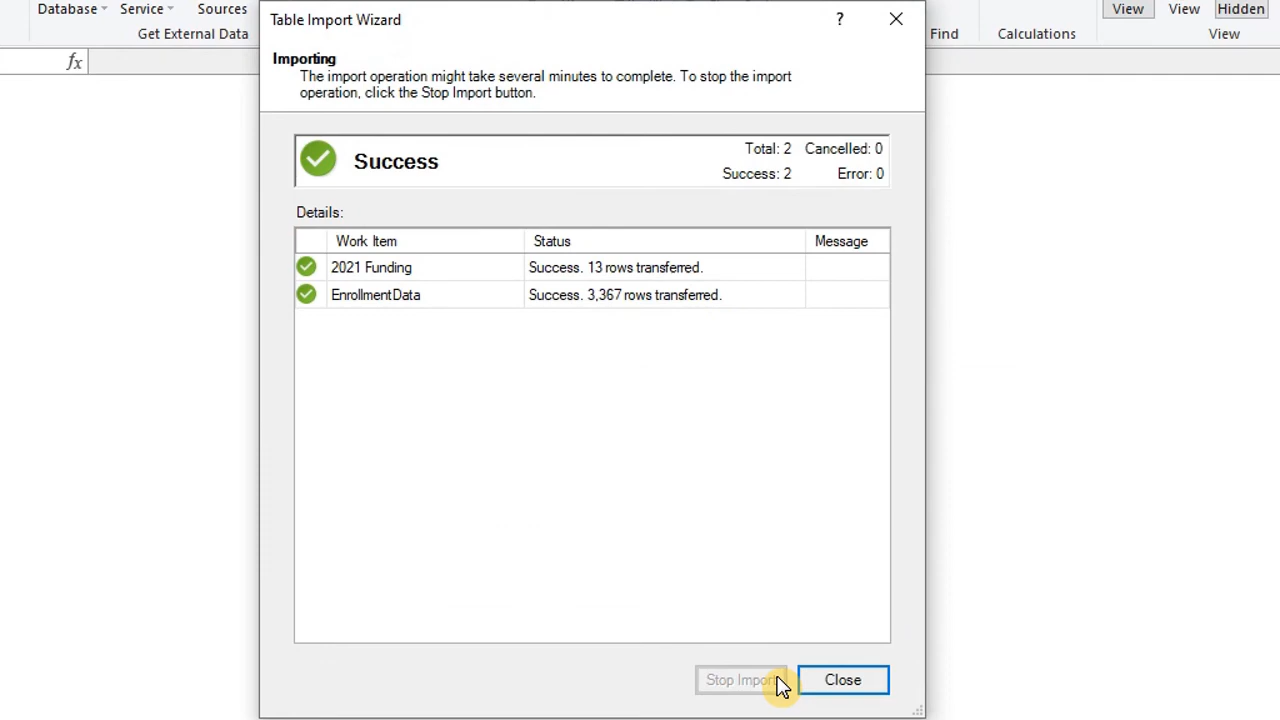 Database Service Sources
Get External Data
View View Hidden
Find Calculations View
fx
Table Import Wizard ?
Importing
The import operation might take several minutes to complete. To stop the import
operation, click the Stop Import button.
Success
Total: 2 Cancelled: 0
Success: 2 Error: 0
Details:
Work Item Status Message
2021 Funding Success. 13 rows transferred.
EnrollmentData Success. 3,367 rows transferred.
Stop Import Close